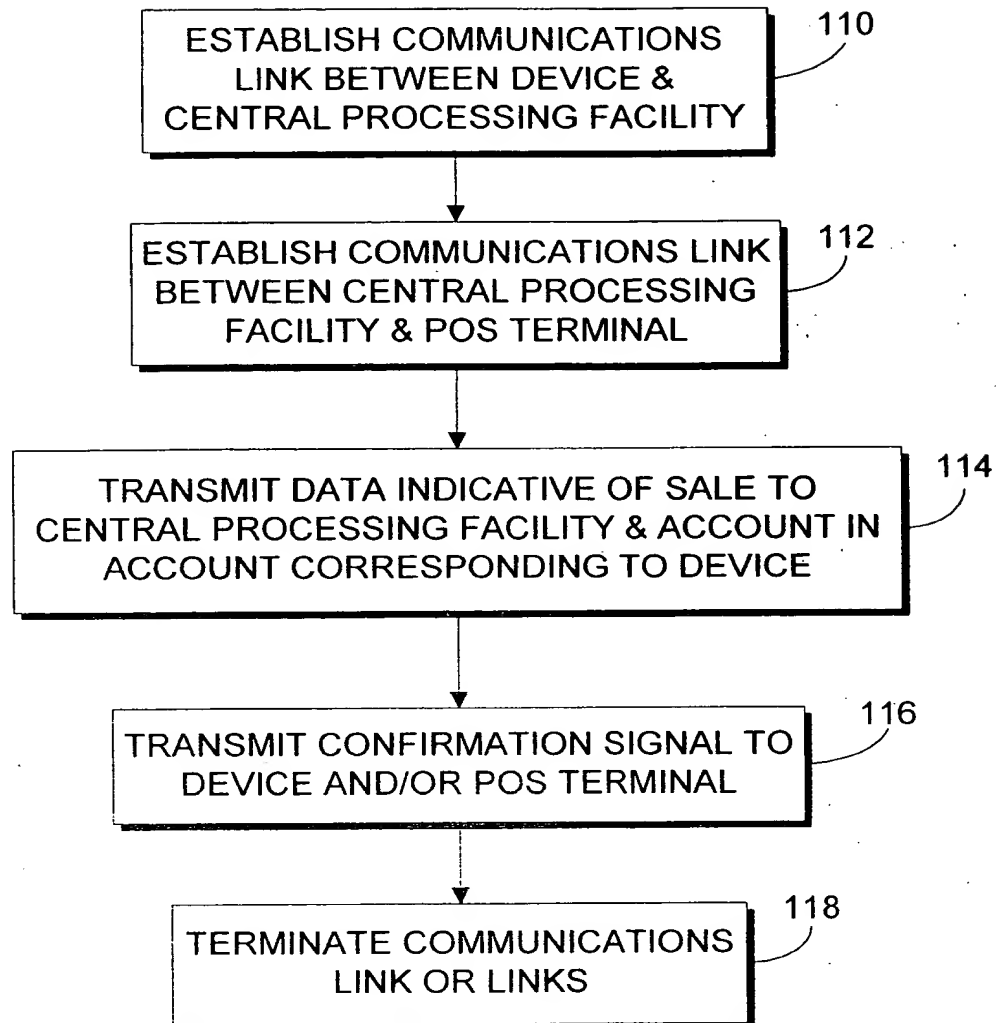 ESTABLISH COMMUNICATIONS
LINK BETWEEN DEVICE &
CENTRAL PROCESSING FACILITY
110
ESTABLISH COMMUNICATIONS LINK
BETWEEN CENTRAL PROCESSING
FACILITY & POS TERMINAL
112
TRANSMIT DATA INDICATIVE OF SALE TO
CENTRAL PROCESSING FACILITY & ACCOUNT IN
ACCOUNT CORRESPONDING TO DEVICE
114
TRANSMIT CONFIRMATION SIGNAL TO
DEVICE AND/OR POS TERMINAL
116
TERMINATE COMMUNICATIONS
LINK OR LINKS
118